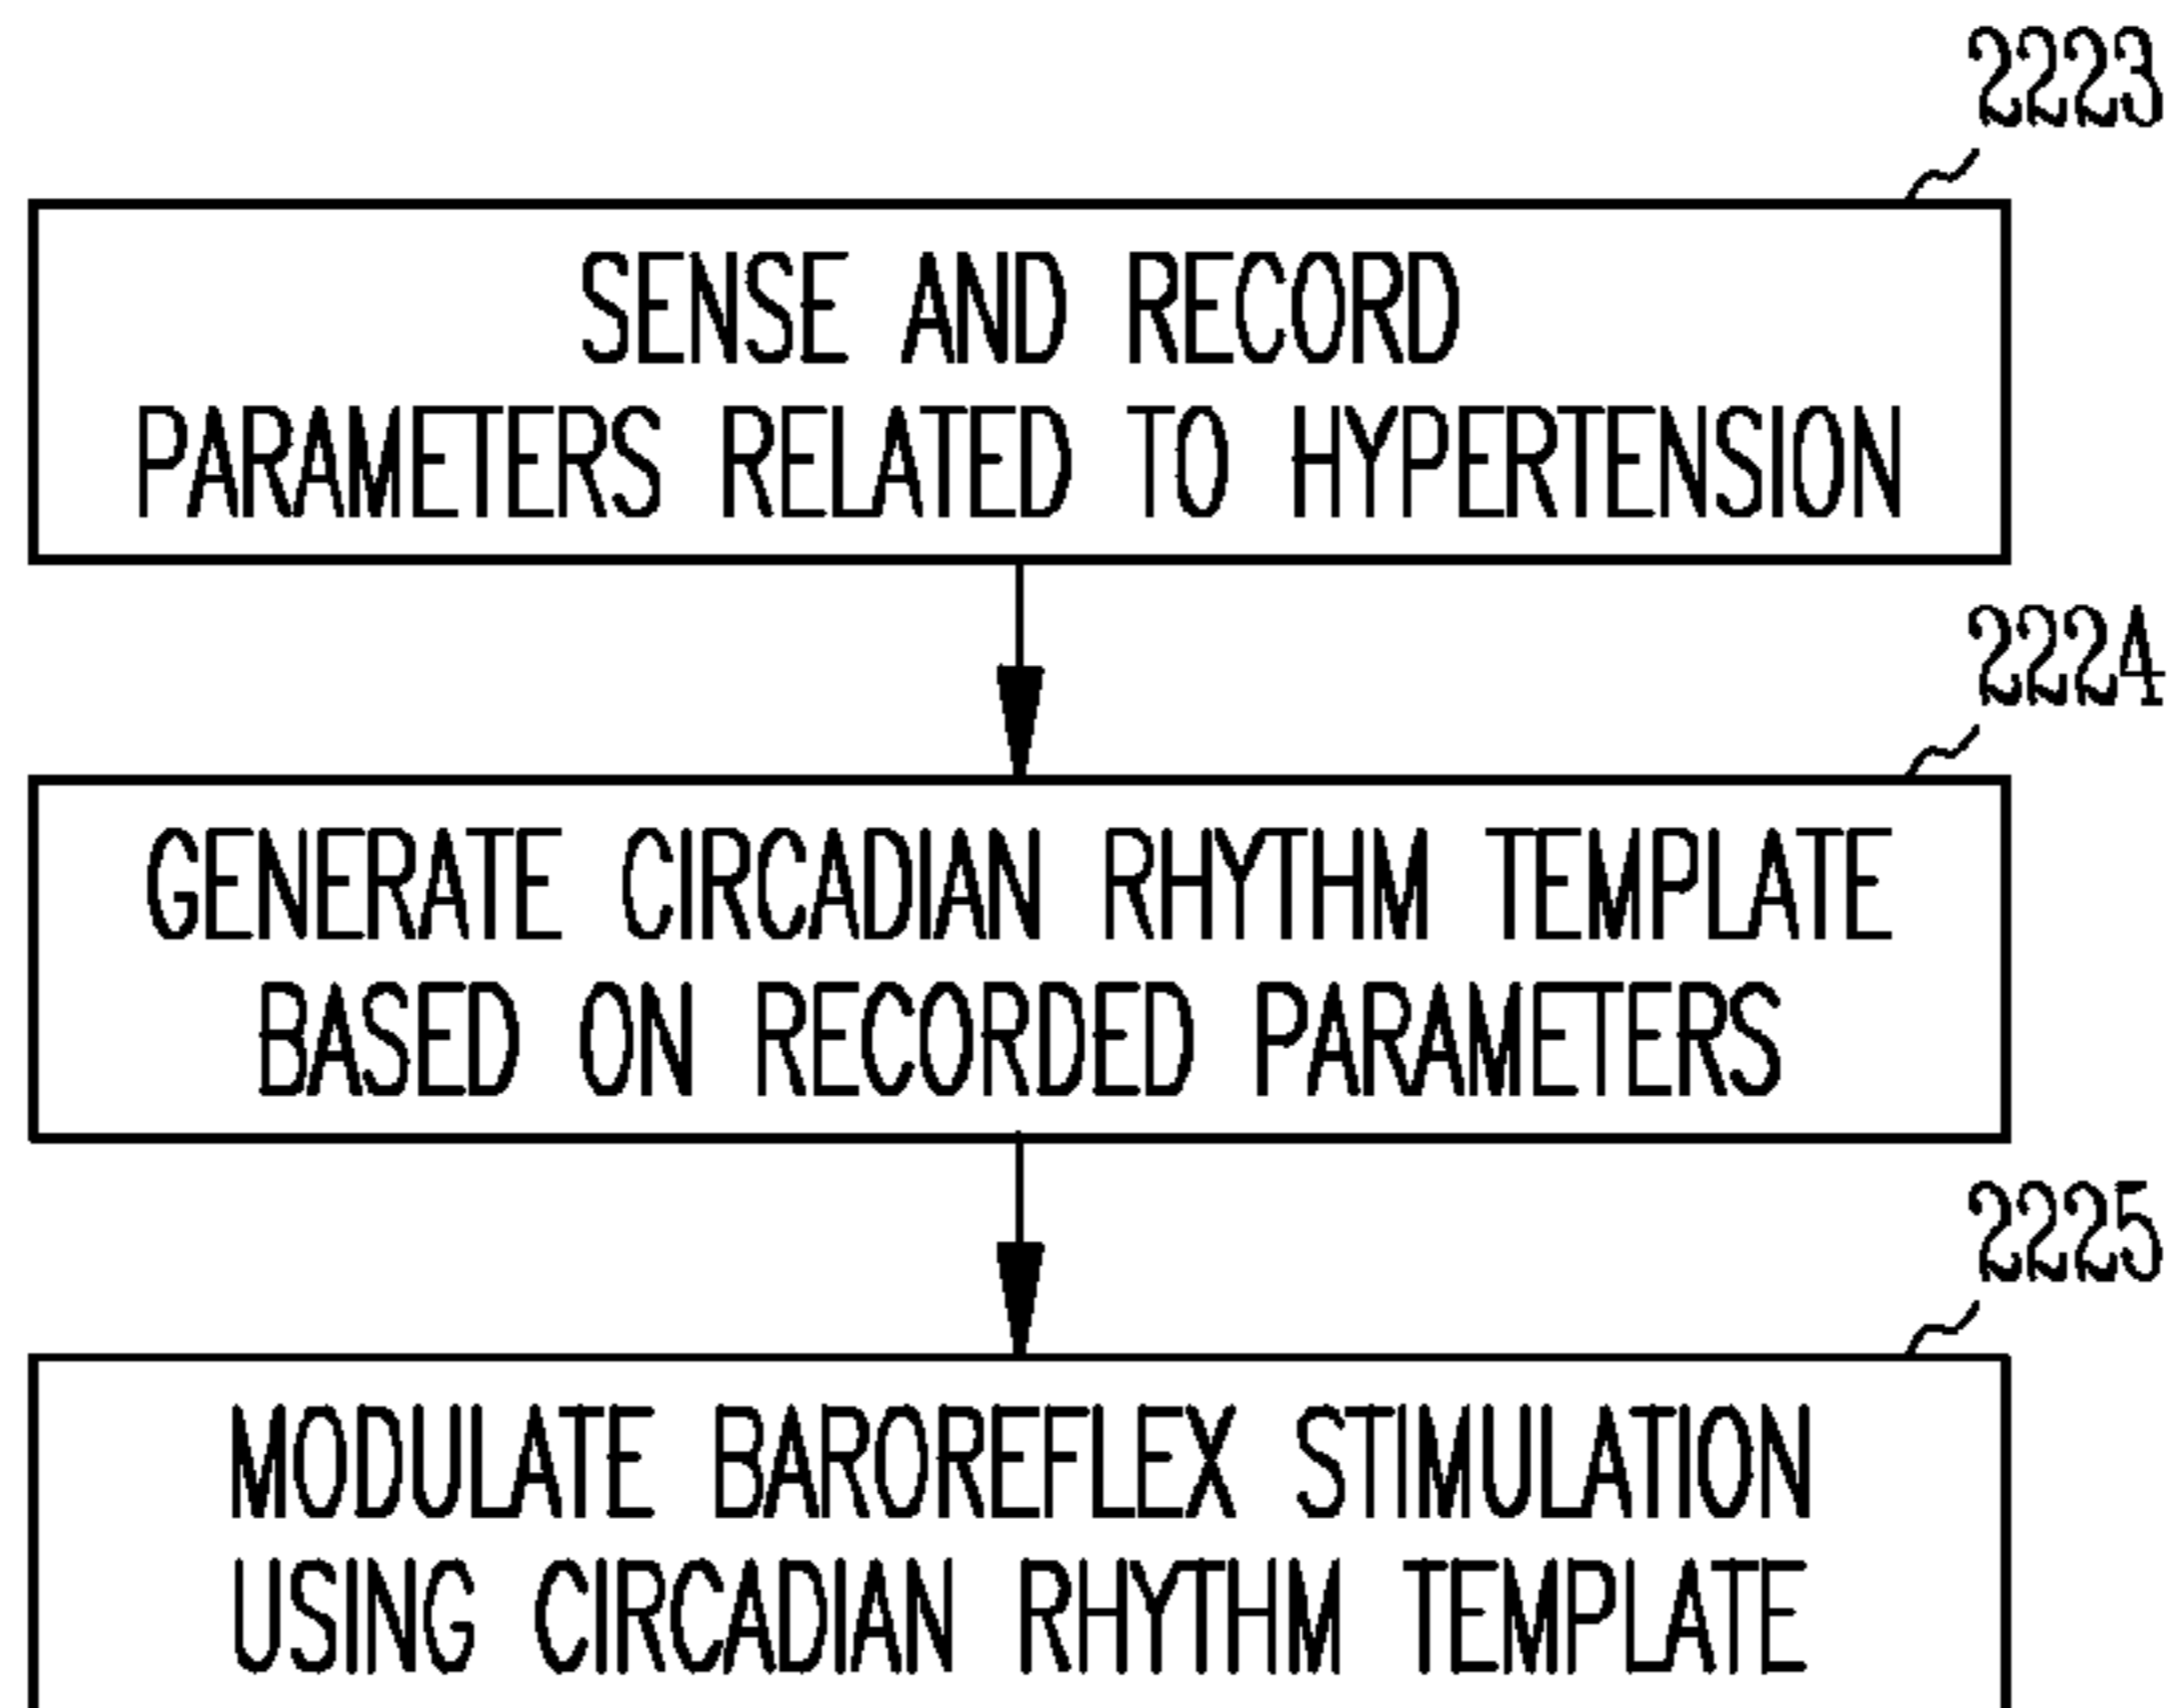 2223
SENSE AND RECORD
PARAMETERS RELATED TO HYPERTENSION
2224
GENERATE CIRCADIAN RHYTHM TEMPLATE
BASED ON RECORDED PARAMETERS
2225
MODULATE BAROREFLEX STIMULATION
USING CIRCADIAN RHYTHM TEMPLATE